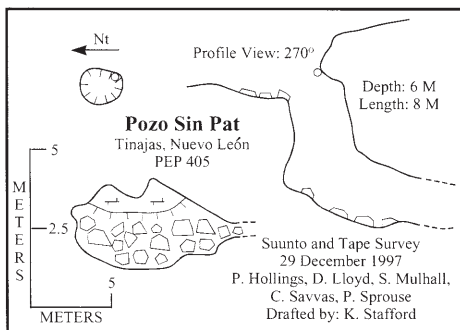 Nt
Profile View: 270°
Depth: 6 M
Length: 8 M
Pozo Sin Pat
Tinajas, Nuevo León
PEP 405
5
METERS
2.5
5
METERS
Suunto and Tape Survey
29 December 1997
P. Hollings, D. Lloyd, S. Mulhall,
C. Savvas, P. Sprouse
Drafted by: K. Stafford